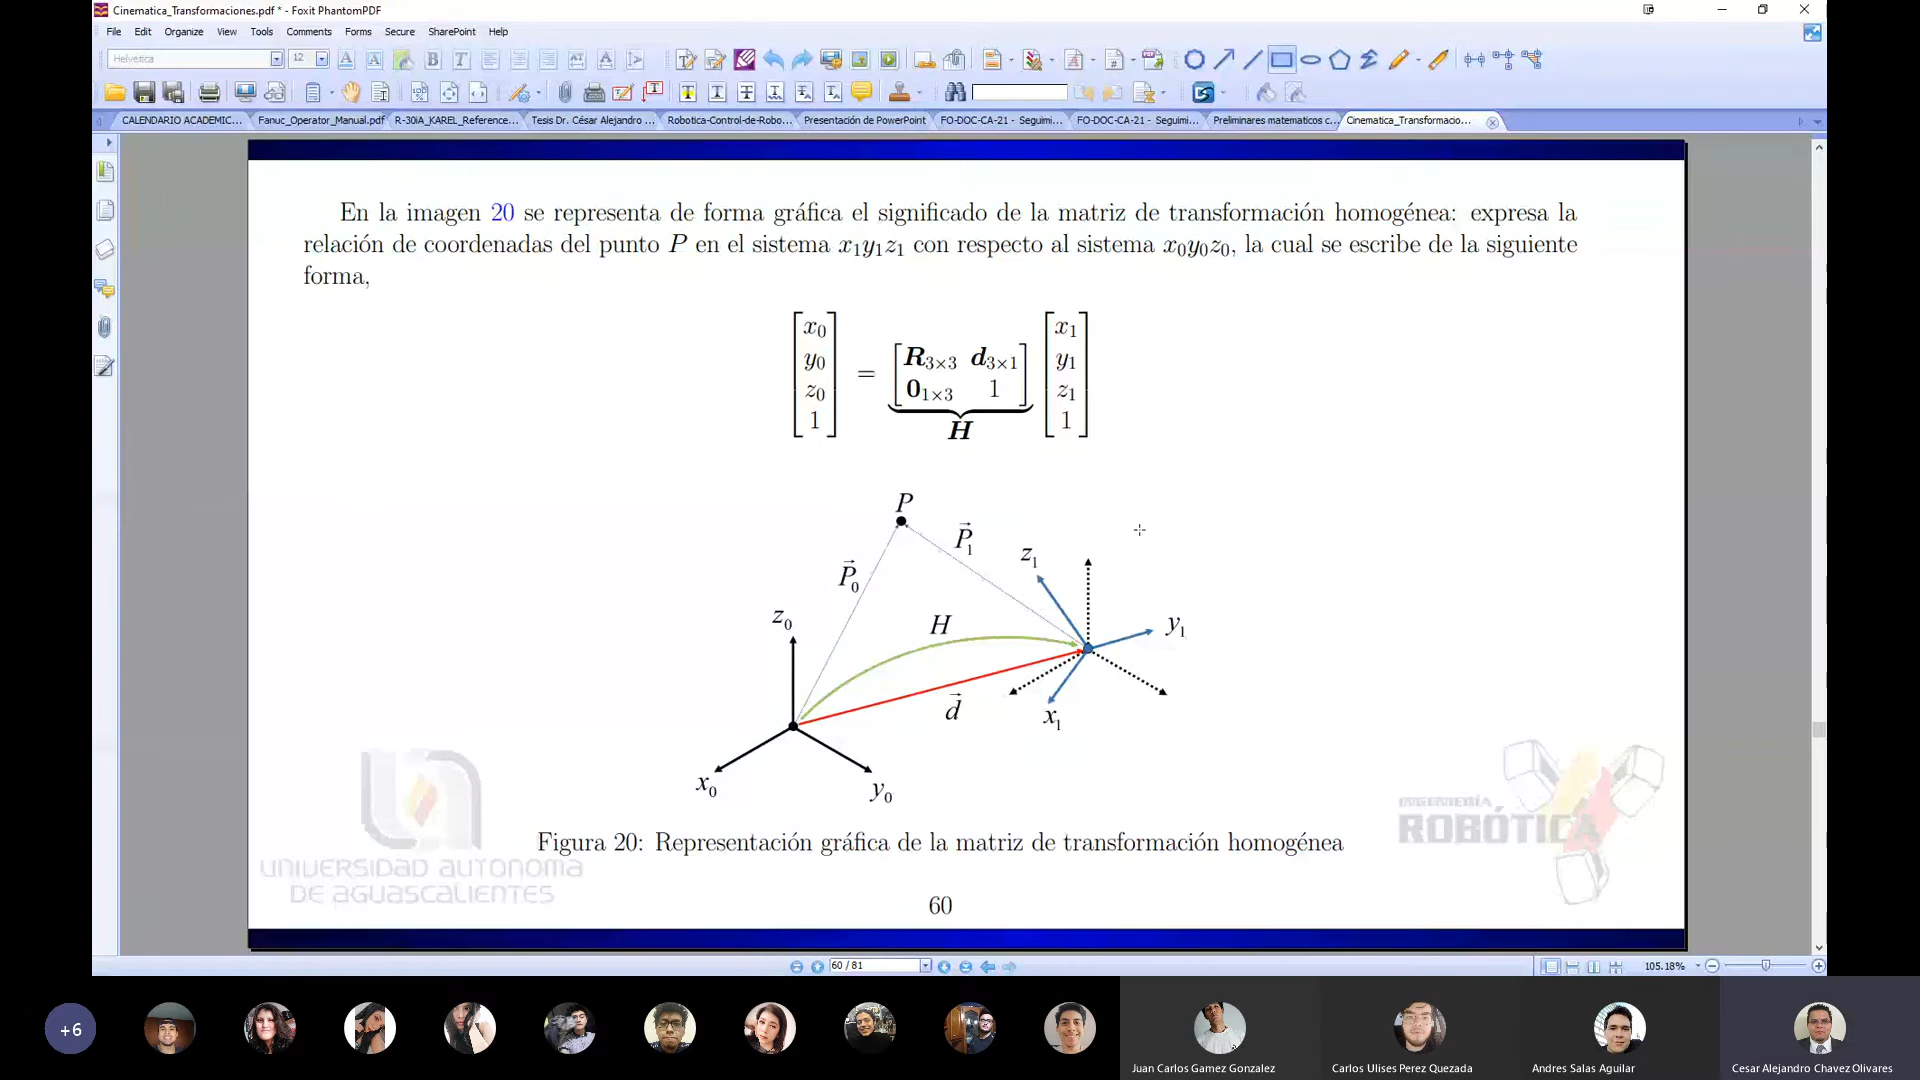 Cinematica_Transformaciones.pdf * - Foxit PhantomPDF
File Edit Organize View Tools Comments Forms Secure SharePoint Help
Helvetica 12
CALENDARIO ACADEMIC... Fanuc_Operator_Manual.pdf R-30iA_KAREL_Reference... Tesis Dr. César Alejandro ... Robotica-Control-de-Robo... Presentación de PowerPoint FO-DOC-CA-21 - Seguimi... FO-DOC-CA-21 - Seguimi... Preliminares matematicos c... Cinematica_Transformacio...
En la imagen 20 se representa de forma gráfica el significado de la matriz de transformación homogénea: expresa la
relación de coordenadas del punto P en el sistema x₁y₁z₁ con respecto al sistema x₀y₀z₀, la cual se escribe de la siguiente
forma,
x₀ x₁
y₀ = R₃ₓ₃ d₃ₓ₁ y₁
z₀ 0₁ₓ₃ 1 z₁
1 H 1
P
P⃗₁
z₁
P⃗₀
z₀
H
y₁
d⃗
x₁
x₀
y₀
INGENIERÍA
ROBÓTICA
Figura 20: Representación gráfica de la matriz de transformación homogénea
UNIVERSIDAD AUTONOMA
DE AGUASCALIENTES
60
60 / 81
105.18%
+6
Juan Carlos Gamez Gonzalez
Carlos Ulises Perez Quezada
Andres Salas Aguilar
Cesar Alejandro Chavez Olivares